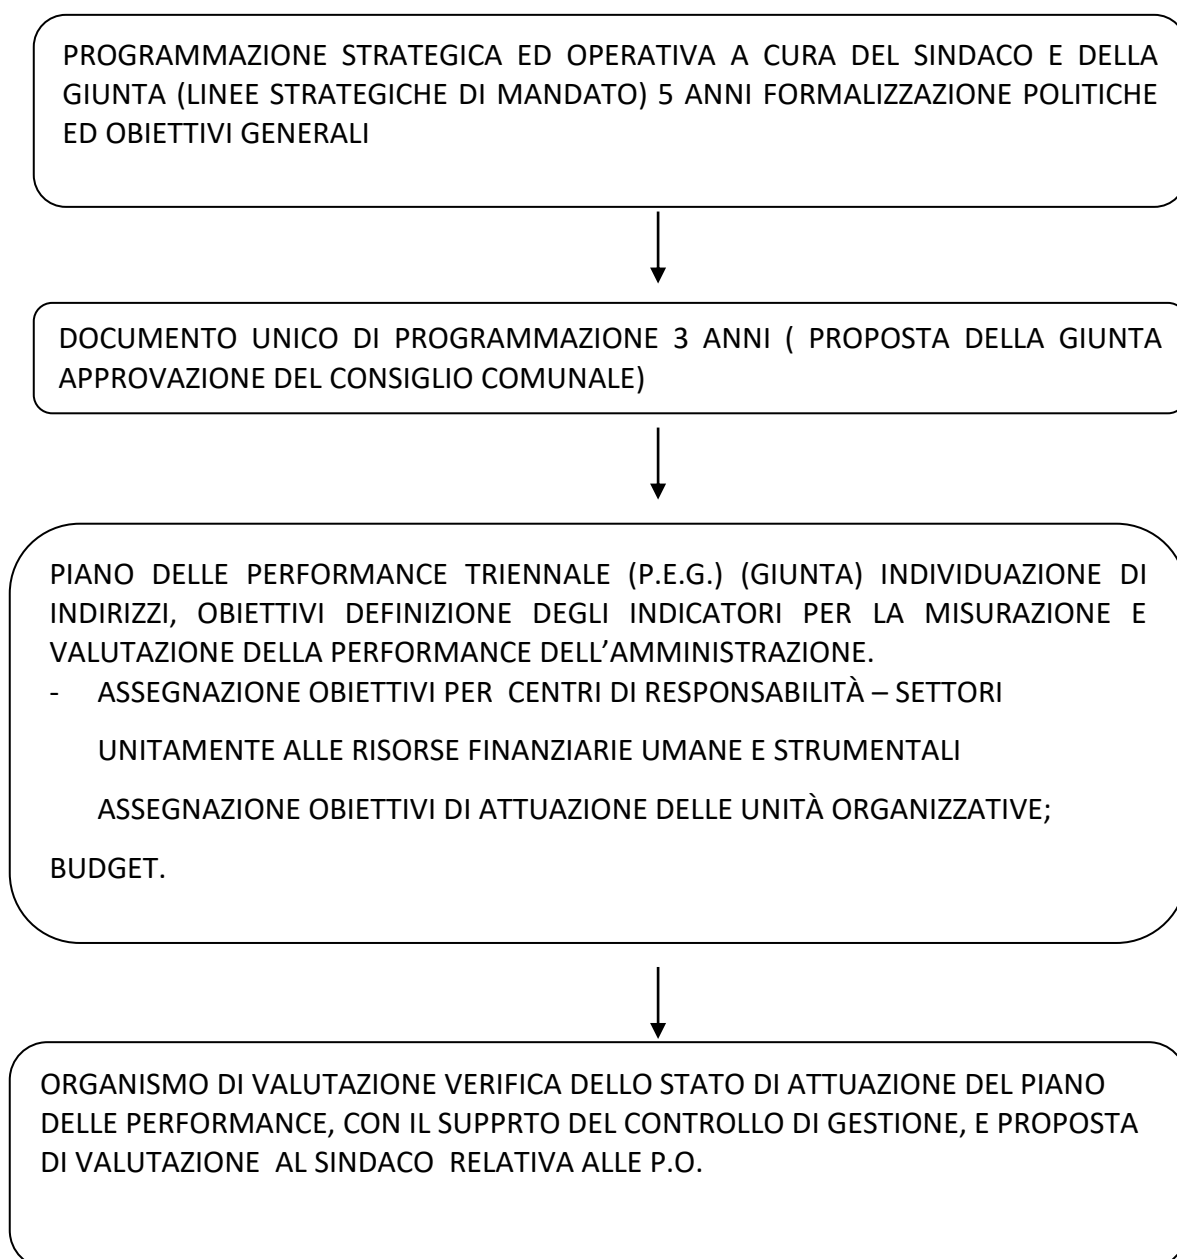 PROGRAMMAZIONE STRATEGICA ED OPERATIVA A CURA DEL SINDACO E DELLA
GIUNTA (LINEE STRATEGICHE DI MANDATO) 5 ANNI FORMALIZZAZIONE POLITICHE
ED OBIETTIVI GENERALI
DOCUMENTO UNICO DI PROGRAMMAZIONE 3 ANNI ( PROPOSTA DELLA GIUNTA
APPROVAZIONE DEL CONSIGLIO COMUNALE)
PIANO DELLE PERFORMANCE TRIENNALE (P.E.G.) (GIUNTA) INDIVIDUAZIONE DI
INDIRIZZI, OBIETTIVI DEFINIZIONE DEGLI INDICATORI PER LA MISURAZIONE E
VALUTAZIONE DELLA PERFORMANCE DELL’AMMINISTRAZIONE.
- ASSEGNAZIONE OBIETTIVI PER CENTRI DI RESPONSABILITÀ – SETTORI
UNITAMENTE ALLE RISORSE FINANZIARIE UMANE E STRUMENTALI
ASSEGNAZIONE OBIETTIVI DI ATTUAZIONE DELLE UNITÀ ORGANIZZATIVE;
BUDGET.
ORGANISMO DI VALUTAZIONE VERIFICA DELLO STATO DI ATTUAZIONE DEL PIANO
DELLE PERFORMANCE, CON IL SUPPRTO DEL CONTROLLO DI GESTIONE, E PROPOSTA
DI VALUTAZIONE AL SINDACO RELATIVA ALLE P.O.